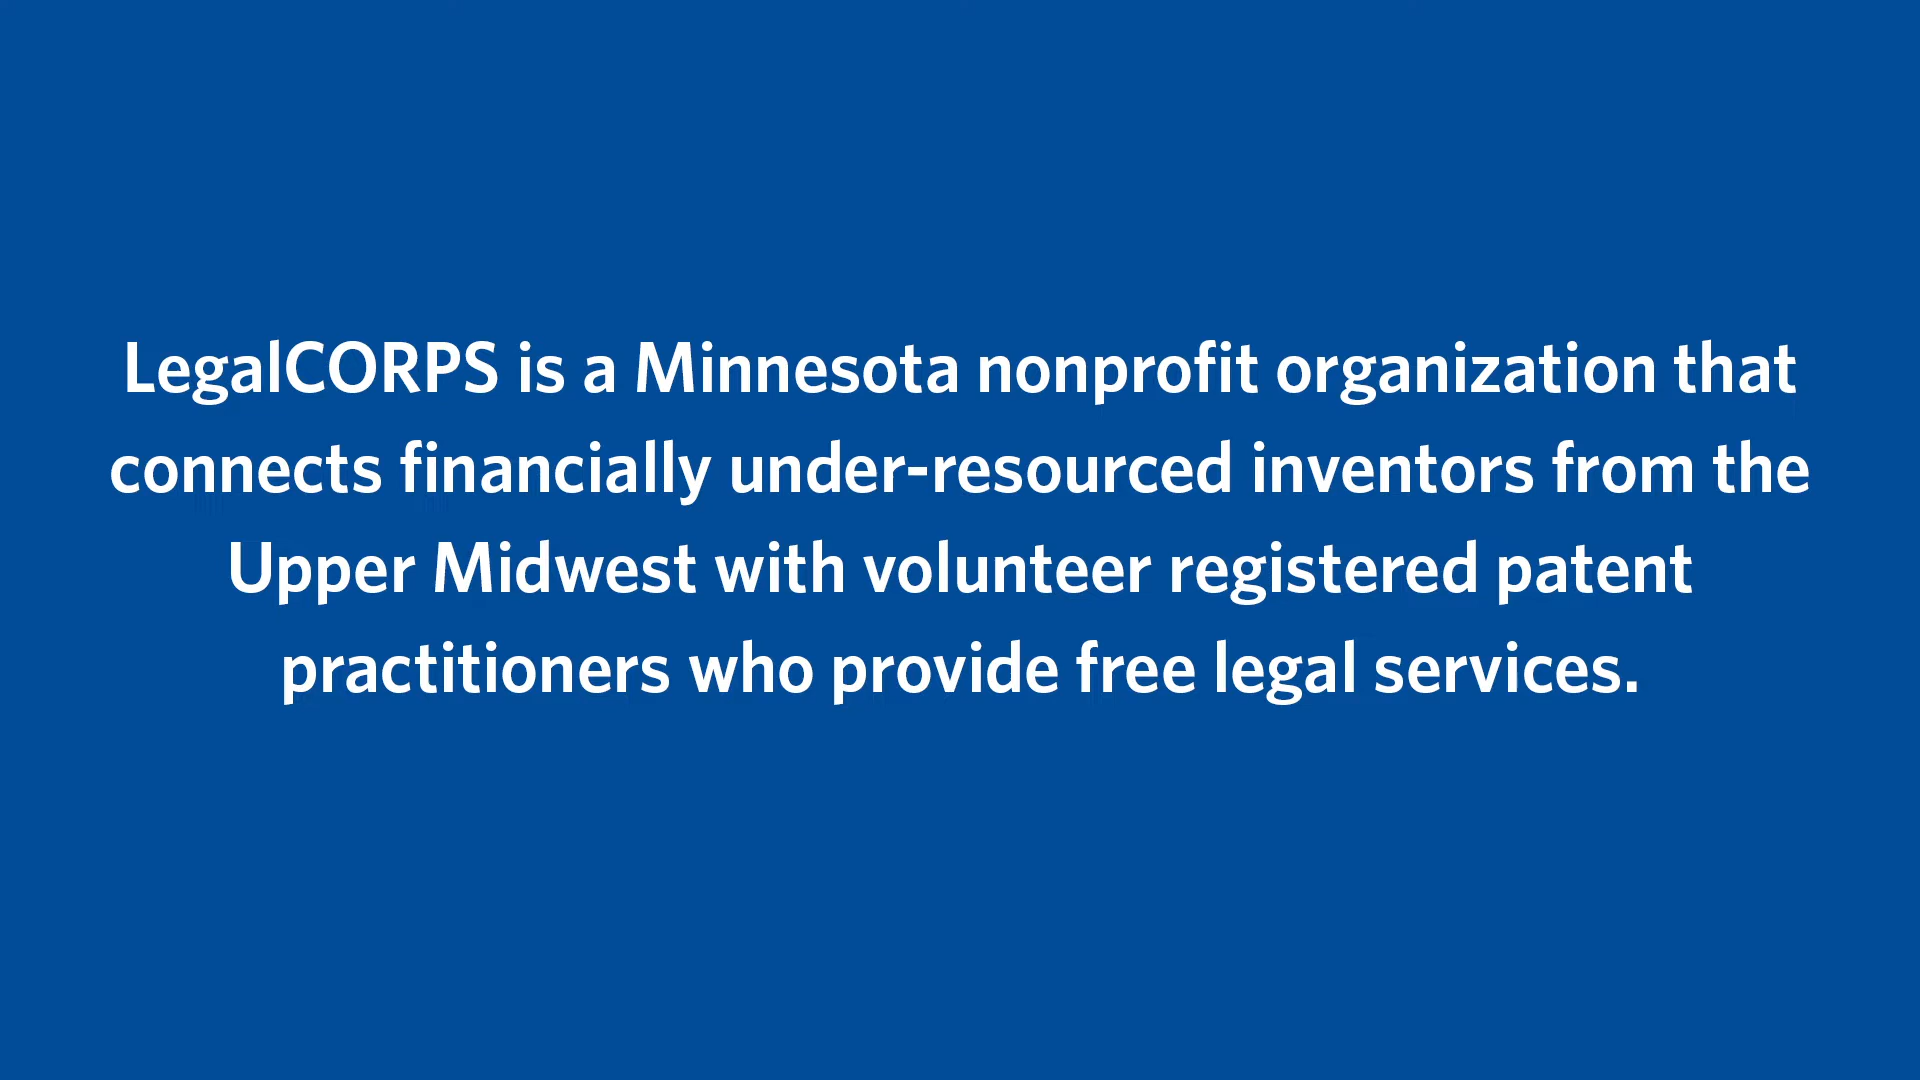 LegalCORPS is a Minnesota nonprofit organization that
connects financially under-resourced inventors from the
Upper Midwest with volunteer registered patent
practitioners who provide free legal services.